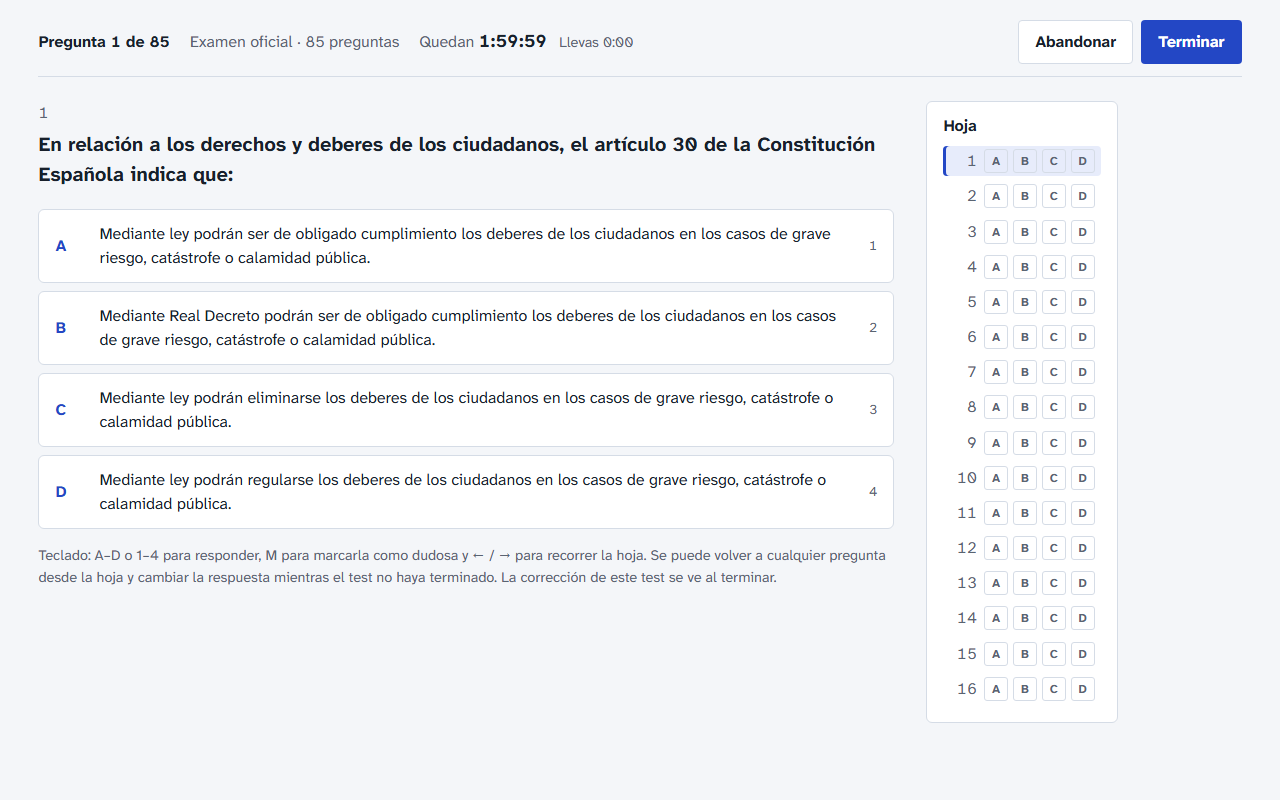 Pregunta 1 de 85 Examen oficial · 85 preguntas Quedan 1:59:59 Llevas 0:00 Abandonar Terminar
1
En relación a los derechos y deberes de los ciudadanos, el artículo 30 de la Constitución
Española indica que:
A Mediante ley podrán ser de obligado cumplimiento los deberes de los ciudadanos en los casos de grave 1
riesgo, catástrofe o calamidad pública.
B Mediante Real Decreto podrán ser de obligado cumplimiento los deberes de los ciudadanos en los casos 2
de grave riesgo, catástrofe o calamidad pública.
C Mediante ley podrán eliminarse los deberes de los ciudadanos en los casos de grave riesgo, catástrofe o 3
calamidad pública.
D Mediante ley podrán regularse los deberes de los ciudadanos en los casos de grave riesgo, catástrofe o 4
calamidad pública.
Teclado: A–D o 1–4 para responder, M para marcarla como dudosa y ← / → para recorrer la hoja. Se puede volver a cualquier pregunta
desde la hoja y cambiar la respuesta mientras el test no haya terminado. La corrección de este test se ve al terminar.
Hoja
1 A B C D
2 A B C D
3 A B C D
4 A B C D
5 A B C D
6 A B C D
7 A B C D
8 A B C D
9 A B C D
10 A B C D
11 A B C D
12 A B C D
13 A B C D
14 A B C D
15 A B C D
16 A B C D